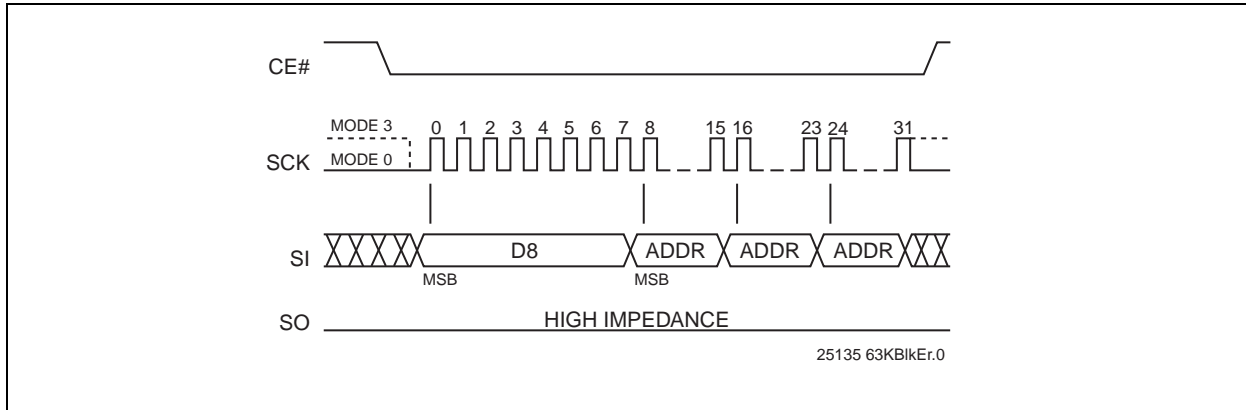 CE#
MODE 3
0 1 2 3 4 5 6 7 8 15 16 23 24 31
SCK
MODE 0
SI
D8
ADDR
ADDR
ADDR
MSB
MSB
SO
HIGH IMPEDANCE
25135 63KBlkEr.0